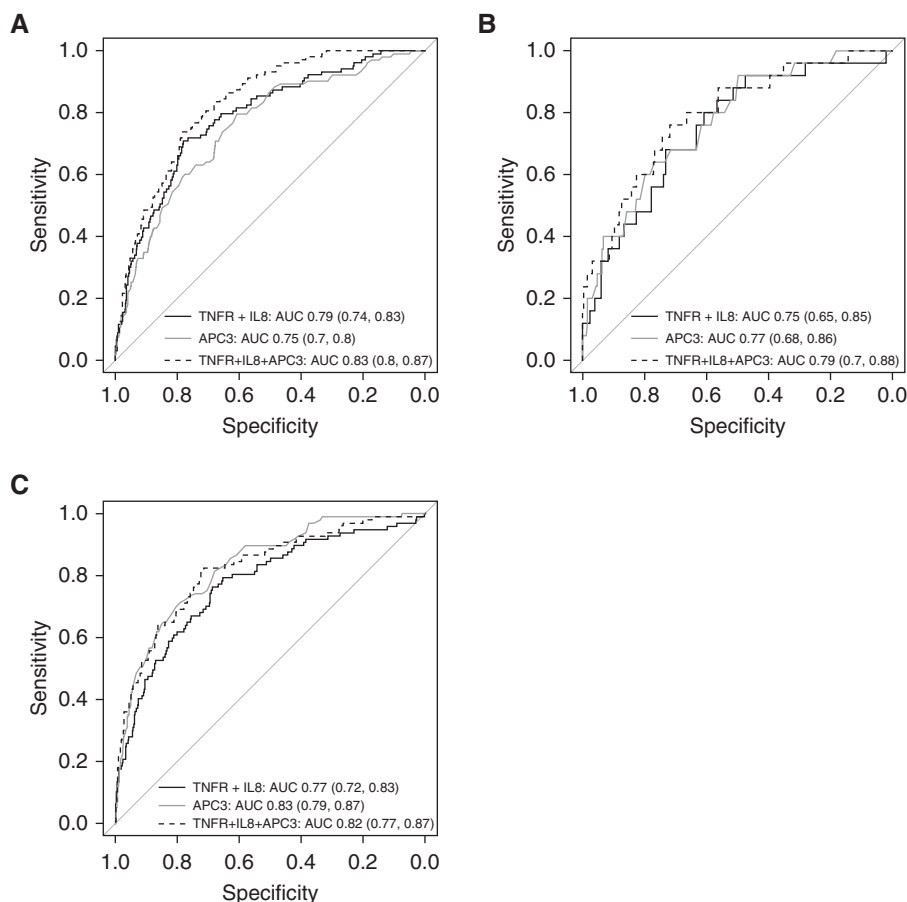 A
Sensitivity
1.0
0.8
0.6
0.4
0.2
0.0
TNFR + IL8: AUC 0.79 (0.74, 0.83)
APC3: AUC 0.75 (0.7, 0.8)
TNFR+IL8+APC3: AUC 0.83 (0.8, 0.87)
1.0 0.8 0.6 0.4 0.2 0.0
Specificity
B
Sensitivity
1.0
0.8
0.6
0.4
0.2
0.0
TNFR + IL8: AUC 0.75 (0.65, 0.85)
APC3: AUC 0.77 (0.68, 0.86)
TNFR+IL8+APC3: AUC 0.79 (0.7, 0.88)
1.0 0.8 0.6 0.4 0.2 0.0
Specificity
C
Sensitivity
1.0
0.8
0.6
0.4
0.2
0.0
TNFR + IL8: AUC 0.77 (0.72, 0.83)
APC3: AUC 0.83 (0.79, 0.87)
TNFR+IL8+APC3: AUC 0.82 (0.77, 0.87)
1.0 0.8 0.6 0.4 0.2 0.0
Specificity